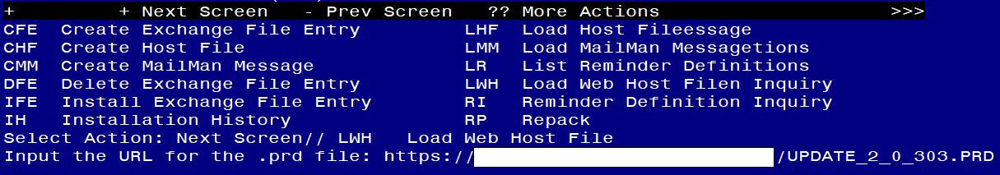 + + Next Screen - Prev Screen ?? More Actions >>>
CFE Create Exchange File Entry LHF Load Host Fileessage
CHF Create Host File LMM Load MailMan Messagetions
CMM Create MailMan Message LR List Reminder Definitions
DFE Delete Exchange File Entry LWH Load Web Host Filen Inquiry
IFE Install Exchange File Entry RI Reminder Definition Inquiry
IH Installation History RP Repack
Select Action: Next Screen// LWH Load Web Host File
Input the URL for the .prd file: https:// /UPDATE_2_0_303.PRD